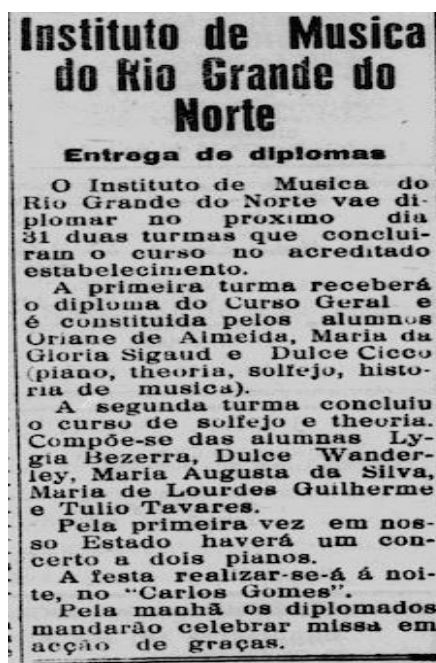 Instituto de Musica
do Rio Grande do
Norte
Entrega de diplomas
O Instituto de Musica do
Rio Grande do Norte vae di-
plomar no proximo dia
31 duas turmas que conclui-
ram o curso no acreditado
estabelecimento.
A primeira turma receberá
o diploma do Curso Geral e
é constituida pelos alumnos
Oriane de Almeida, Maria da
Gloria Sigaud e Dulce Cicco
(piano, theoria, solfejo, histo-
ria de musica).
A segunda turma concluiu
o curso de solfejo e theoria.
Compõe-se das alumnas Ly-
gia Bezerra, Dulce Wander-
ley, Maria Augusta da Silva,
Maria de Lourdes Guilherme
e Tulio Tavares.
Pela primeira vez em nos-
so Estado haverá um con-
certo a dois pianos.
A festa realizar-se-á á noi-
te, no "Carlos Gomes".
Pela manhã os diplomados
mandarão celebrar missa em
acção de graças.